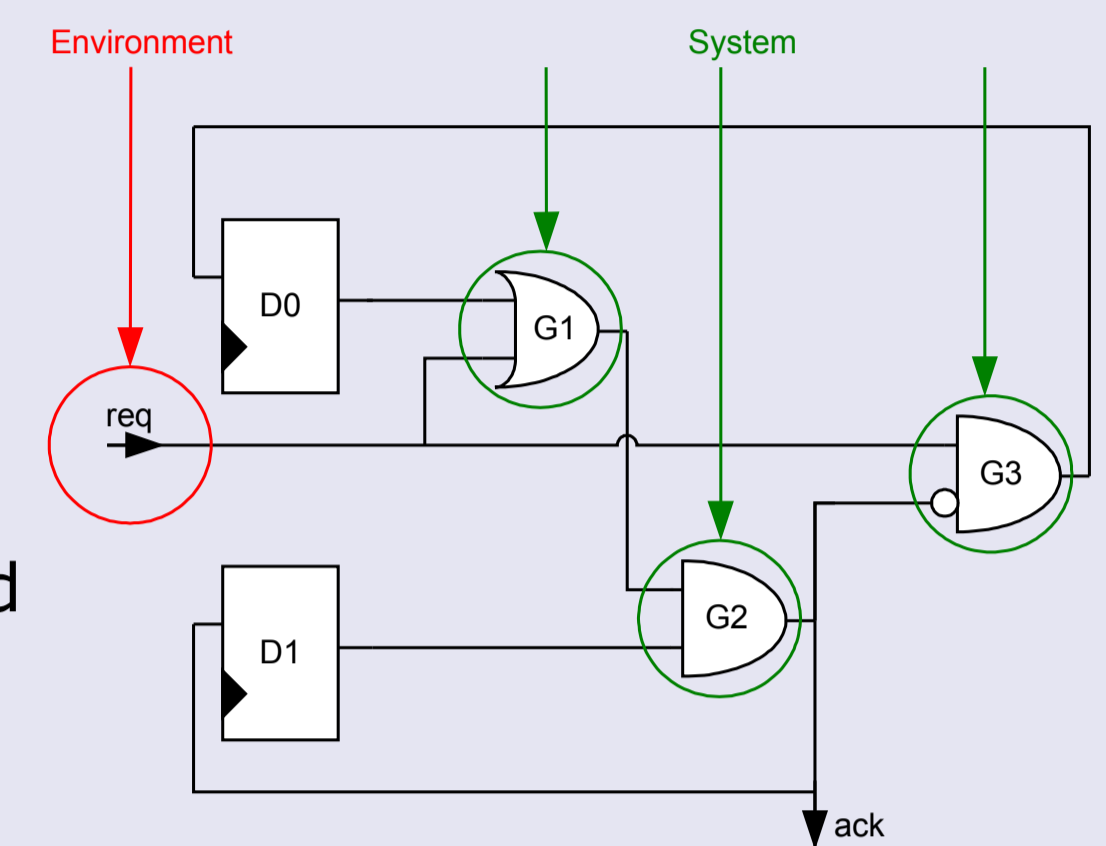 Environment
System
D0
G1
req
G3
d
G2
D1
ack